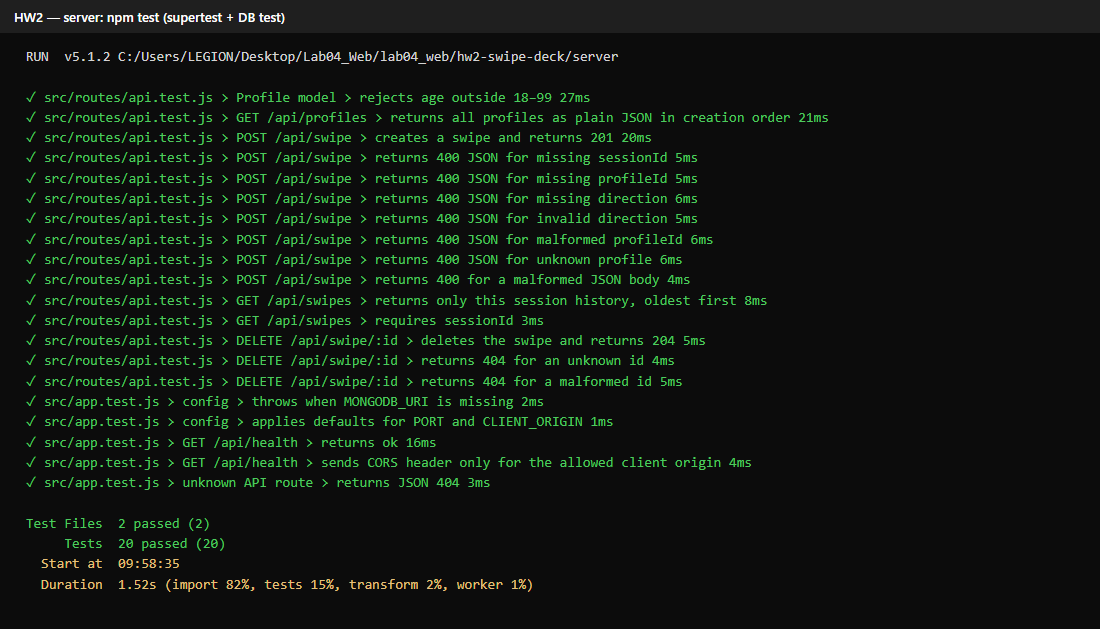 HW2 — server: npm test (supertest + DB test)
RUN v5.1.2 C:/Users/LEGION/Desktop/Lab04_Web/lab04_web/hw2-swipe-deck/server
✓ src/routes/api.test.js > Profile model > rejects age outside 18–99 27ms
✓ src/routes/api.test.js > GET /api/profiles > returns all profiles as plain JSON in creation order 21ms
✓ src/routes/api.test.js > POST /api/swipe > creates a swipe and returns 201 20ms
✓ src/routes/api.test.js > POST /api/swipe > returns 400 JSON for missing sessionId 5ms
✓ src/routes/api.test.js > POST /api/swipe > returns 400 JSON for missing profileId 5ms
✓ src/routes/api.test.js > POST /api/swipe > returns 400 JSON for missing direction 6ms
✓ src/routes/api.test.js > POST /api/swipe > returns 400 JSON for invalid direction 5ms
✓ src/routes/api.test.js > POST /api/swipe > returns 400 JSON for malformed profileId 6ms
✓ src/routes/api.test.js > POST /api/swipe > returns 400 JSON for unknown profile 6ms
✓ src/routes/api.test.js > POST /api/swipe > returns 400 for a malformed JSON body 4ms
✓ src/routes/api.test.js > GET /api/swipes > returns only this session history, oldest first 8ms
✓ src/routes/api.test.js > GET /api/swipes > requires sessionId 3ms
✓ src/routes/api.test.js > DELETE /api/swipe/:id > deletes the swipe and returns 204 5ms
✓ src/routes/api.test.js > DELETE /api/swipe/:id > returns 404 for an unknown id 4ms
✓ src/routes/api.test.js > DELETE /api/swipe/:id > returns 404 for a malformed id 5ms
✓ src/app.test.js > config > throws when MONGODB_URI is missing 2ms
✓ src/app.test.js > config > applies defaults for PORT and CLIENT_ORIGIN 1ms
✓ src/app.test.js > GET /api/health > returns ok 16ms
✓ src/app.test.js > GET /api/health > sends CORS header only for the allowed client origin 4ms
✓ src/app.test.js > unknown API route > returns JSON 404 3ms
Test Files 2 passed (2)
Tests 20 passed (20)
Start at 09:58:35
Duration 1.52s (import 82%, tests 15%, transform 2%, worker 1%)